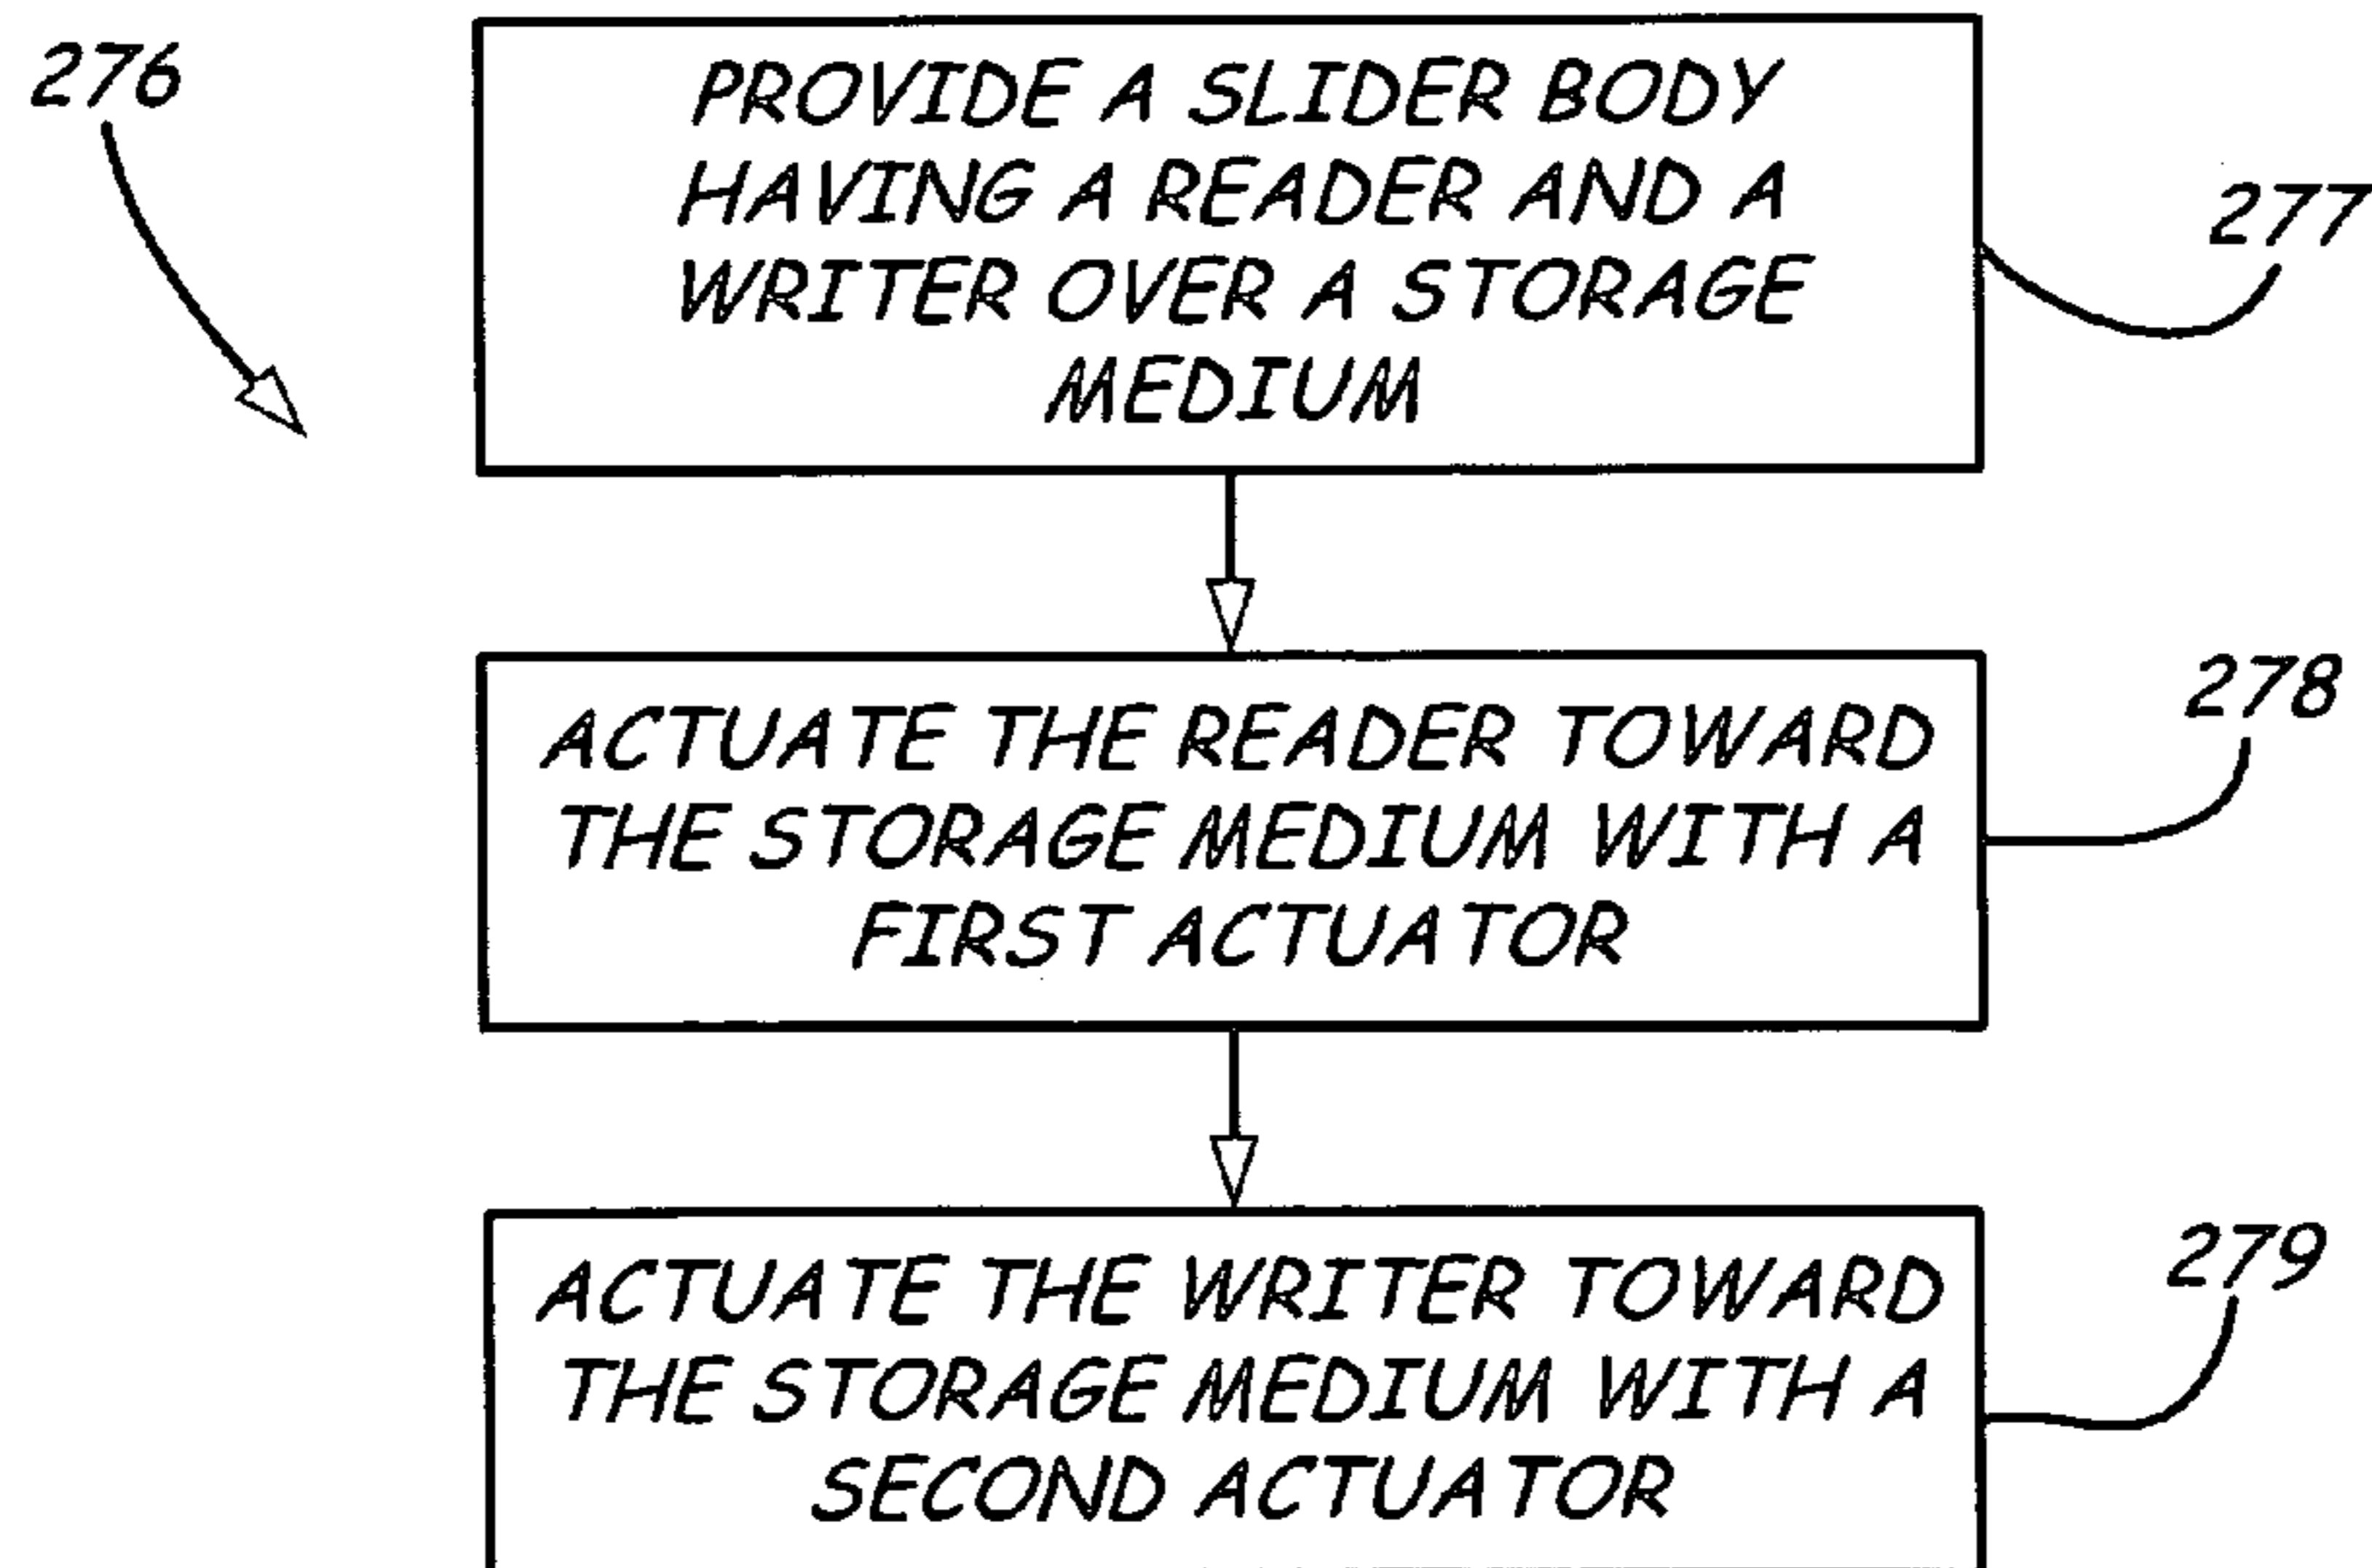 276
PROVIDE A SLIDER BODY
HAVING A READER AND A
WRITER OVER A STORAGE
MEDIUM
277
ACTUATE THE READER TOWARD
THE STORAGE MEDIUM WITH A
FIRST ACTUATOR
278
ACTUATE THE WRITER TOWARD
THE STORAGE MEDIUM WITH A
SECOND ACTUATOR
279